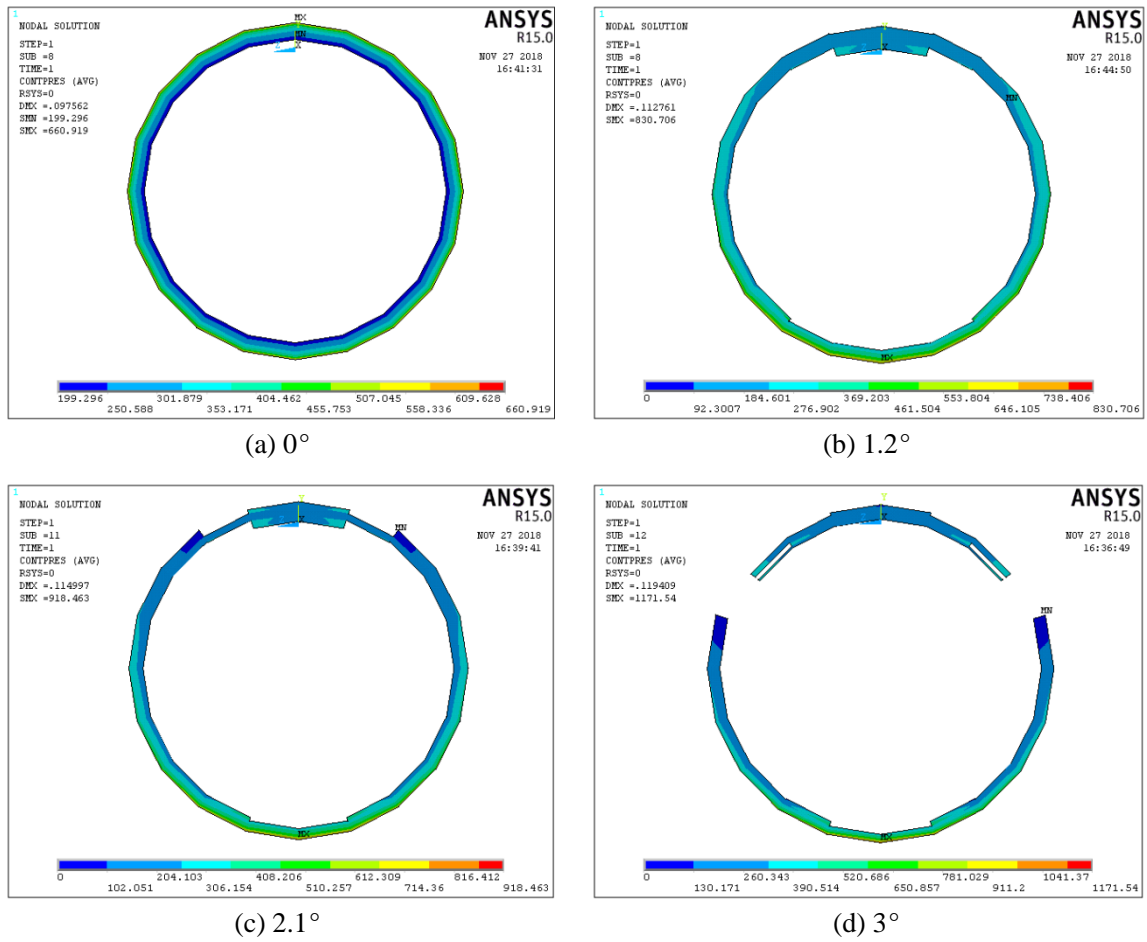 1
NODAL SOLUTION
STEP=1
SUB =8
TIME=1
CONTPRES (AVG)
RSYS=0
DMX =.097562
SMN =199.296
SMX =660.919
MX
MN
Z X
ANSYS
R15.0
NOV 27 2018
16:41:31
199.296 301.879 404.462 507.045 609.628
250.588 353.171 455.753 558.336 660.919
(a) 0°
1
NODAL SOLUTION
STEP=1
SUB =8
TIME=1
CONTPRES (AVG)
RSYS=0
DMX =.112761
SMX =830.706
Y
Z X
MN
MX
ANSYS
R15.0
NOV 27 2018
16:44:50
0 184.601 369.203 553.804 738.406
92.3007 276.902 461.504 646.105 830.706
(b) 1.2°
1
NODAL SOLUTION
STEP=1
SUB =11
TIME=1
CONTPRES (AVG)
RSYS=0
DMX =.114997
SMX =918.463
Y
Z X
MN
MX
ANSYS
R15.0
NOV 27 2018
16:39:41
0 204.103 408.206 612.309 816.412
102.051 306.154 510.257 714.36 918.463
(c) 2.1°
1
NODAL SOLUTION
STEP=1
SUB =12
TIME=1
CONTPRES (AVG)
RSYS=0
DMX =.119409
SMX =1171.54
Y
Z X
MN
MX
ANSYS
R15.0
NOV 27 2018
16:36:49
0 260.343 520.686 781.029 1041.37
130.171 390.514 650.857 911.2 1171.54
(d) 3°